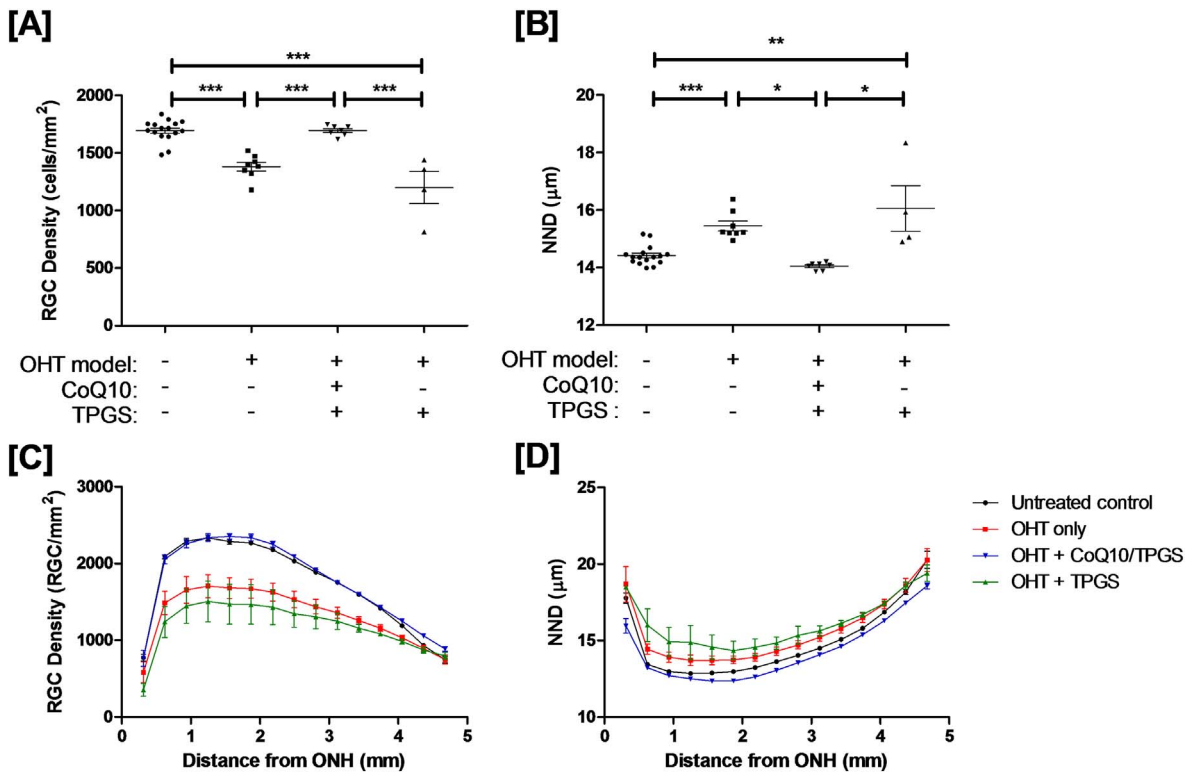 [A]
[B]
***
***
***
***
**
***
*
*
RGC Density (cells/mm²)
2000
1500
1000
500
0
NND (μm)
20
18
16
14
12
OHT model: - + + +
CoQ10: - - + -
TPGS: - - + +
OHT model: - + + +
CoQ10: - - + -
TPGS : - - + +
[C]
[D]
RGC Density (RGC/mm²)
3000
2000
1000
0
0 1 2 3 4 5
Distance from ONH (mm)
NND (μm)
25
20
15
10
0 1 2 3 4 5
Distance from ONH (mm)
Untreated control
OHT only
OHT + CoQ10/TPGS
OHT + TPGS